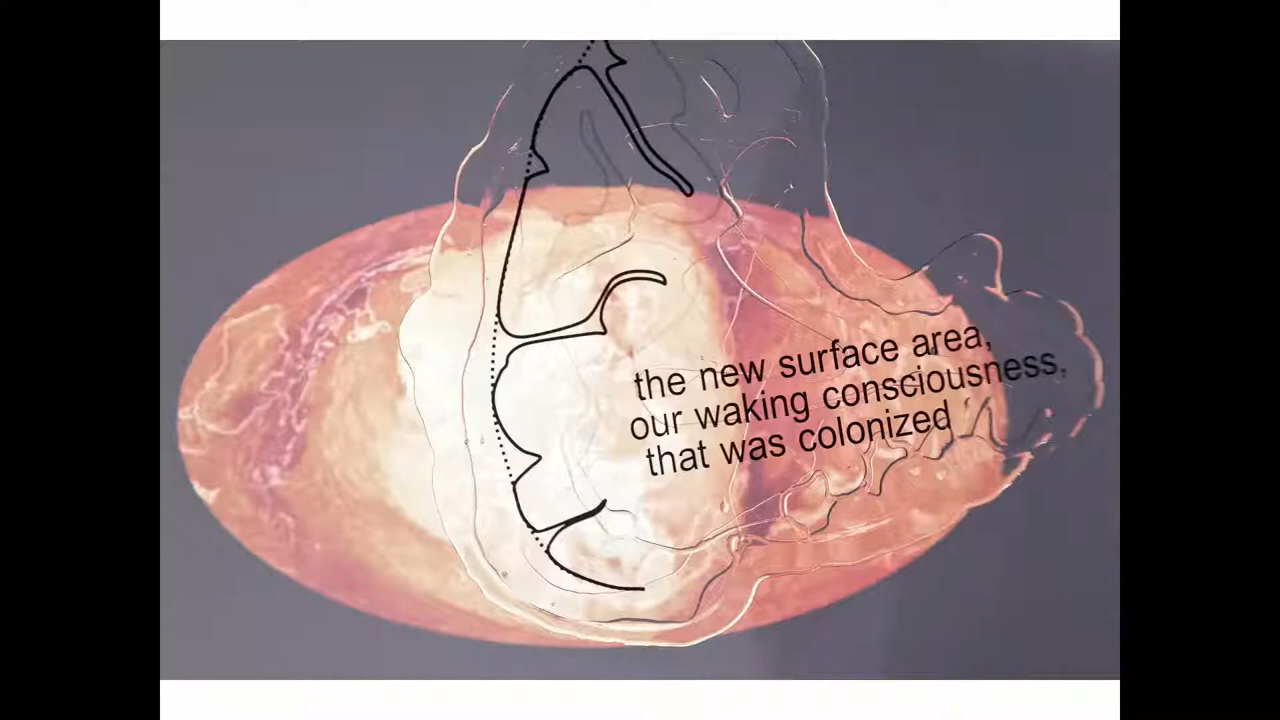 the new surface area,
our waking consciousness,
that was colonized